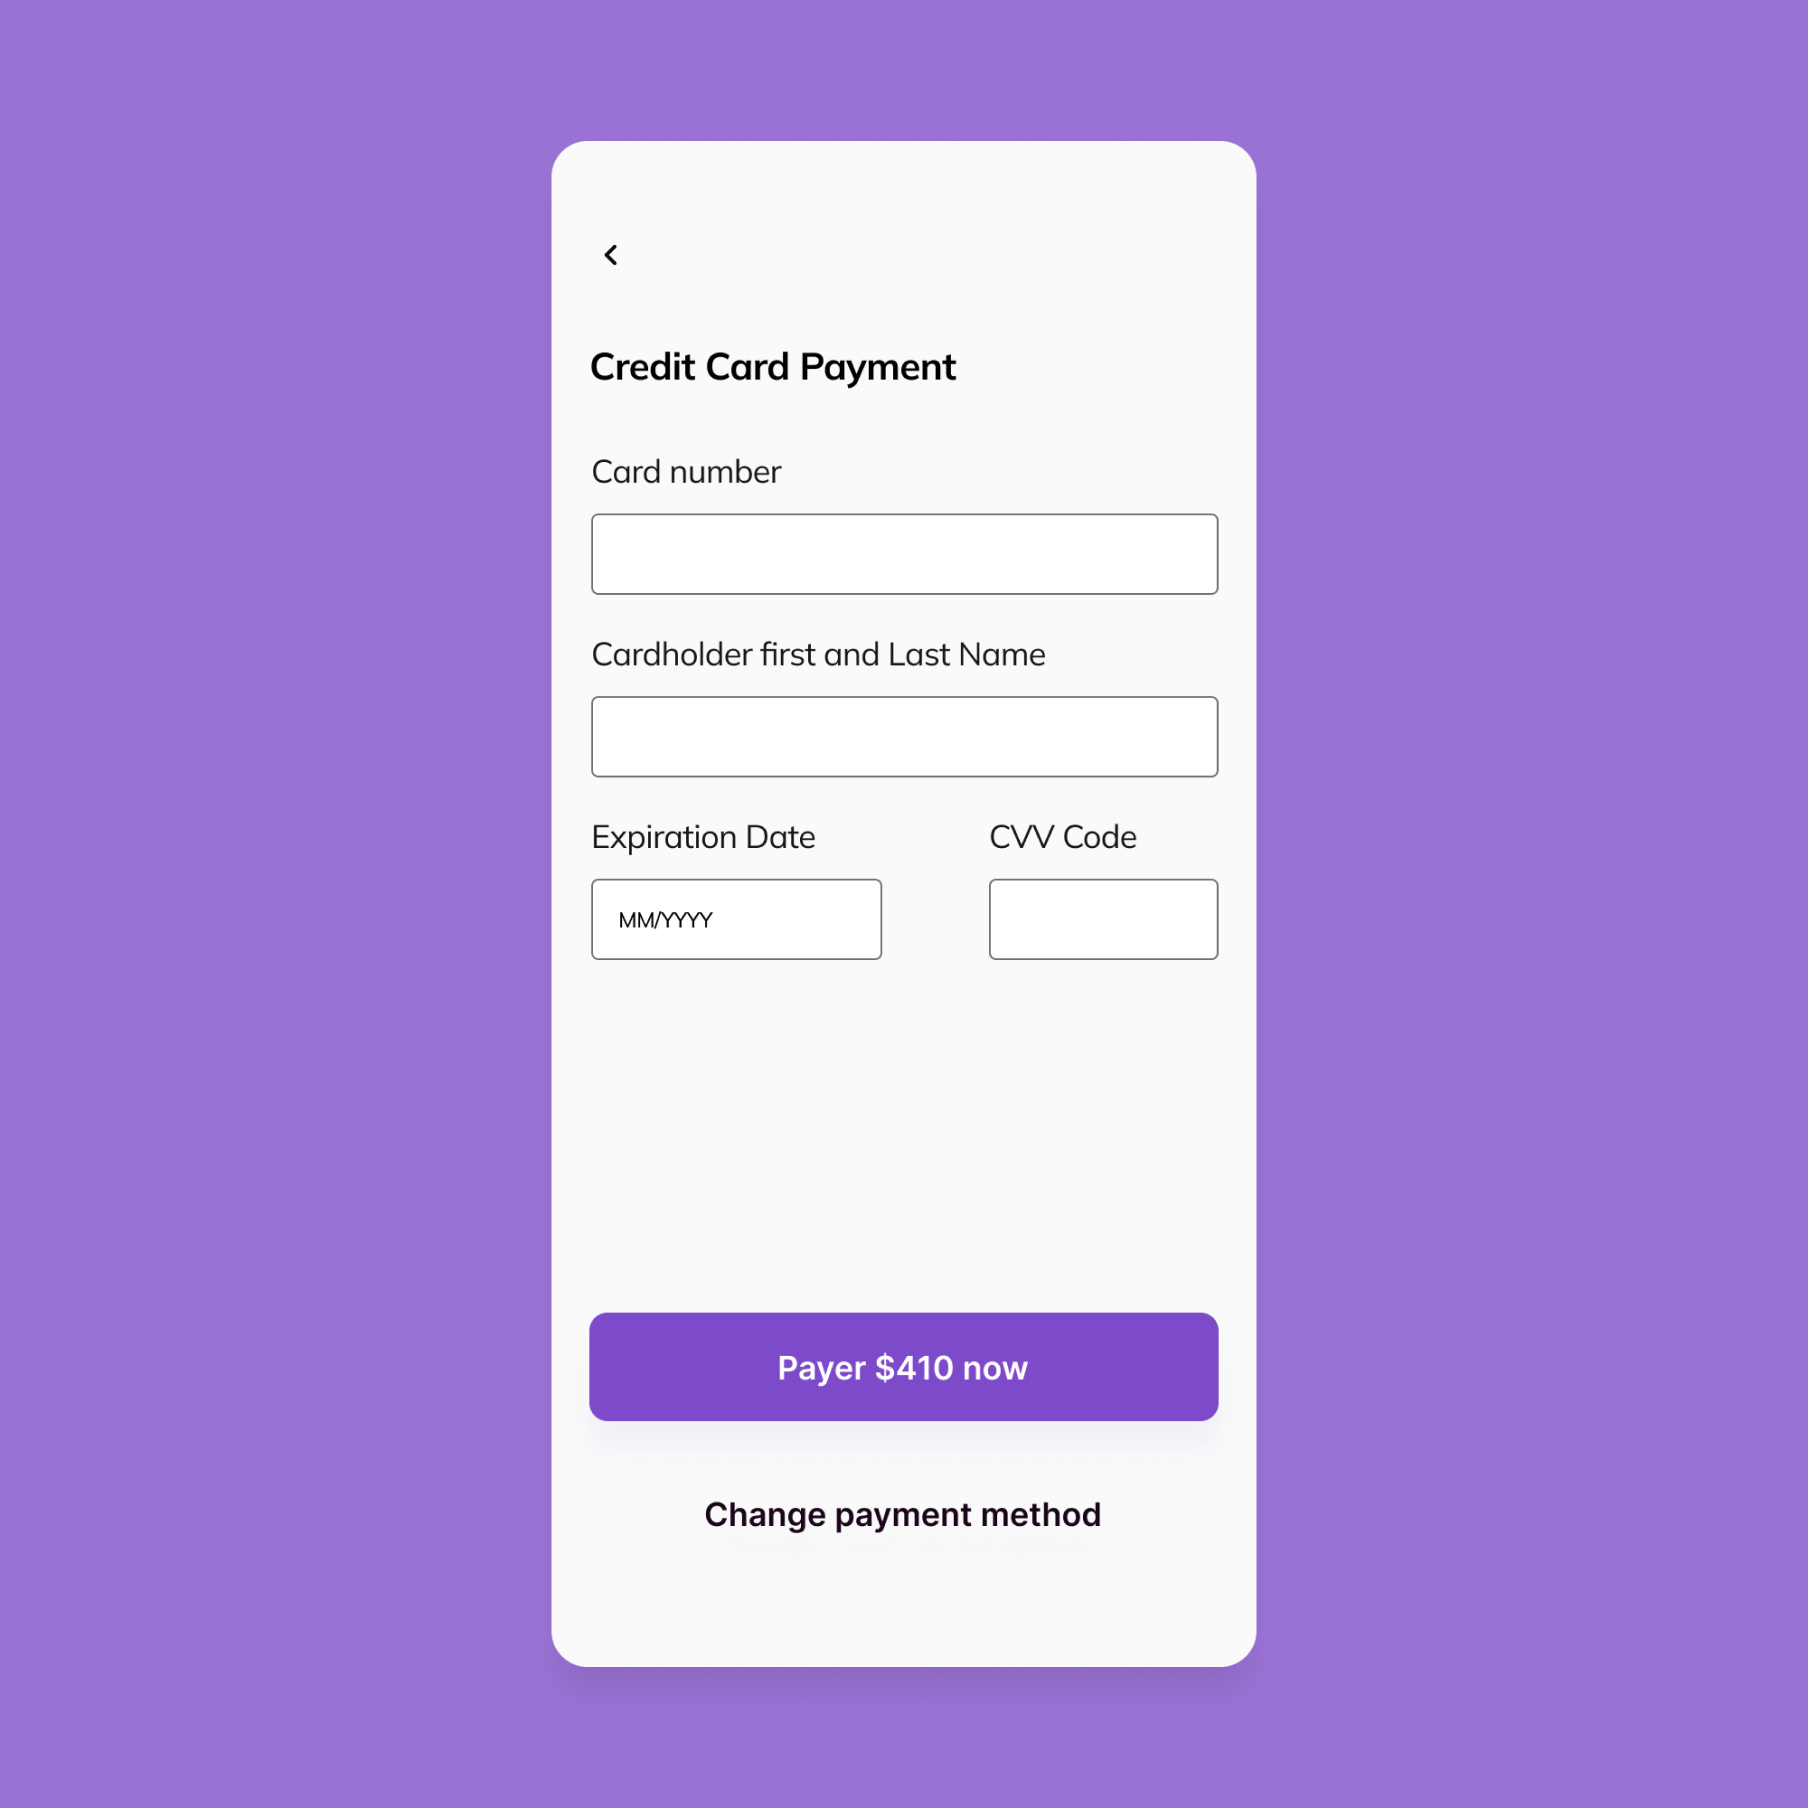 Credit Card Payment
Card number
Cardholder first and Last Name
Expiration Date
CVV Code
MM/YYYY
Payer $410 now
Change payment method